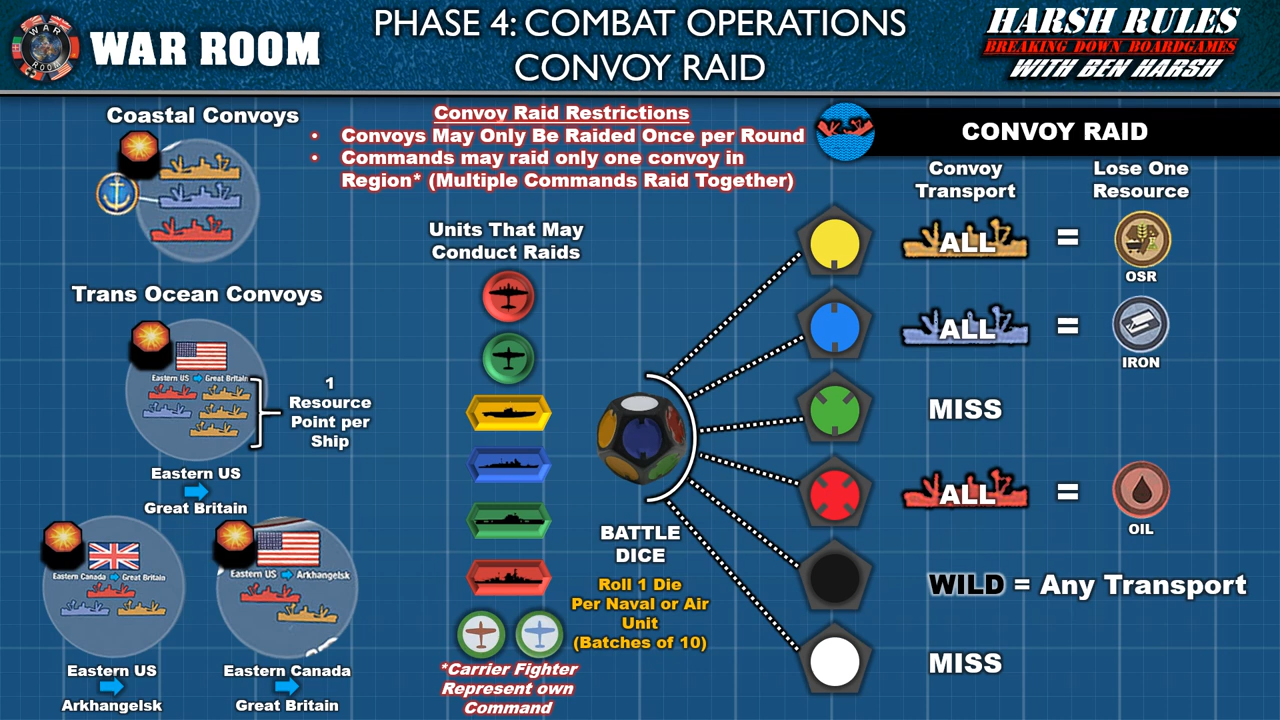 WAR ROOM
WAR ROOM
PHASE 4: COMBAT OPERATIONS
CONVOY RAID
HARSH RULES
BREAKING DOWN BOARDGAMES
WITH BEN HARSH
Coastal Convoys
Trans Ocean Convoys
Eastern US Great Britain
1
Resource
Point per
Ship
Eastern US
Great Britain
Eastern Canada Great Britain
Eastern US Arkhangelsk
Eastern US
Arkhangelsk
Eastern Canada
Great Britain
Convoy Raid Restrictions
• Convoys May Only Be Raided Once per Round
• Commands may raid only one convoy in
Region* (Multiple Commands Raid Together)
Units That May
Conduct Raids
*Carrier Fighter
Represent own
Command
BATTLE
DICE
Roll 1 Die
Per Naval or Air
Unit
(Batches of 10)
CONVOY RAID
Convoy
Transport
Lose One
Resource
ALL =
OSR
ALL =
IRON
MISS
ALL =
OIL
WILD = Any Transport
MISS